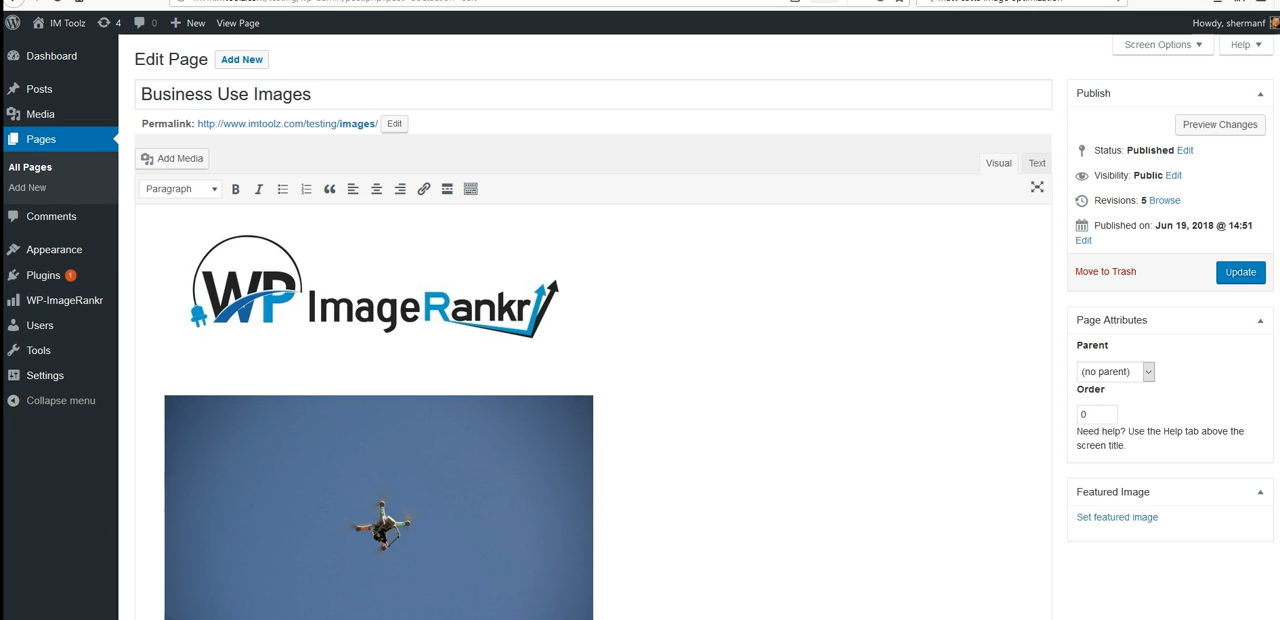 IM Toolz 4 0 New View Page Howdy, shermanf
Screen Options Help
Dashboard
Posts
Media
Pages
All Pages
Add New
Comments
Appearance
Plugins 1
WP-ImageRankr
Users
Tools
Settings
Collapse menu
Edit Page Add New
Business Use Images
Permalink: http://www.imtoolz.com/testing/images/ Edit
Add Media
Visual Text
Paragraph B I
WP ImageRankr
Publish
Preview Changes
Status: Published Edit
Visibility: Public Edit
Revisions: 5 Browse
Published on: Jun 19, 2018 @ 14:51
Edit
Move to Trash Update
Page Attributes
Parent
(no parent)
Order
0
Need help? Use the Help tab above the
screen title.
Featured Image
Set featured image